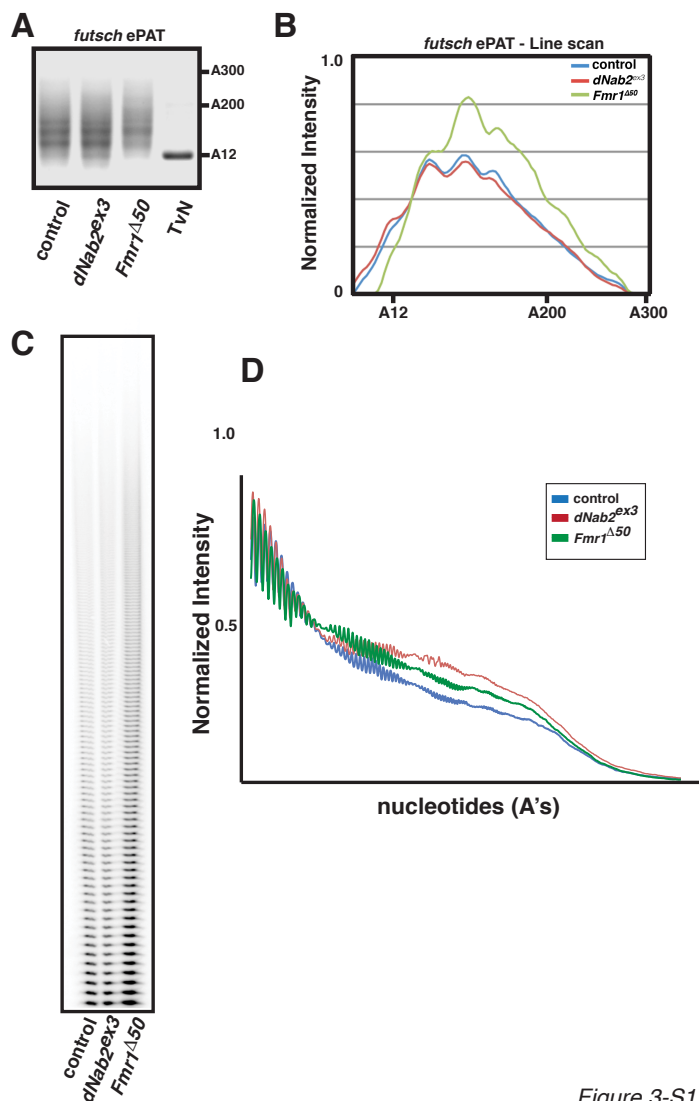 A
futsch ePAT
A300
A200
A12
control
dNab2ex3
Fmr1Δ50
TvN
B
futsch ePAT - Line scan
1.0
control
dNab2ex3
Fmr1Δ50
Normalized Intensity
0
A12
A200
A300
C
control
dNab2ex3
Fmr1Δ50
D
1.0
control
dNab2ex3
Fmr1Δ50
0.5
Normalized Intensity
nucleotides (A's)
Figure 3-S1